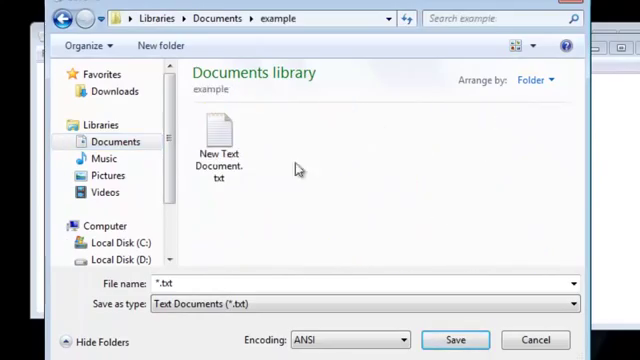 Libraries Documents example
Search example
Organize New folder
Favorites
Downloads
Libraries
Documents
Music
Pictures
Videos
Computer
Local Disk (C:)
Local Disk (D:)
Documents library
example
Arrange by: Folder
New Text
Document.
txt
File name: *.txt
Save as type: Text Documents (*.txt)
Hide Folders
Encoding: ANSI
Save
Cancel